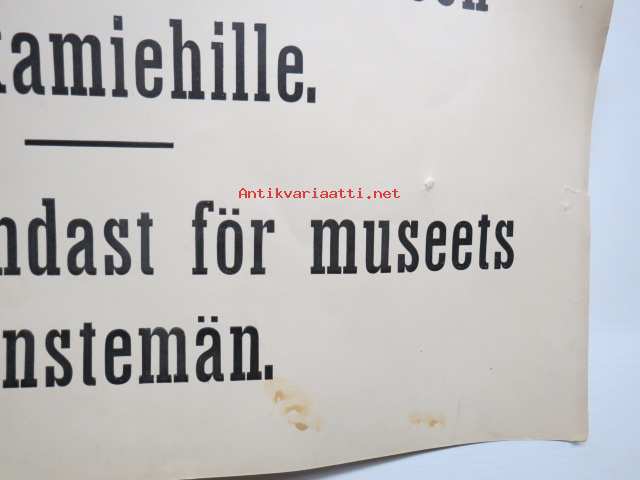 kamiehille.
Antikvariaatti.net
ndast för museets
nstemän.